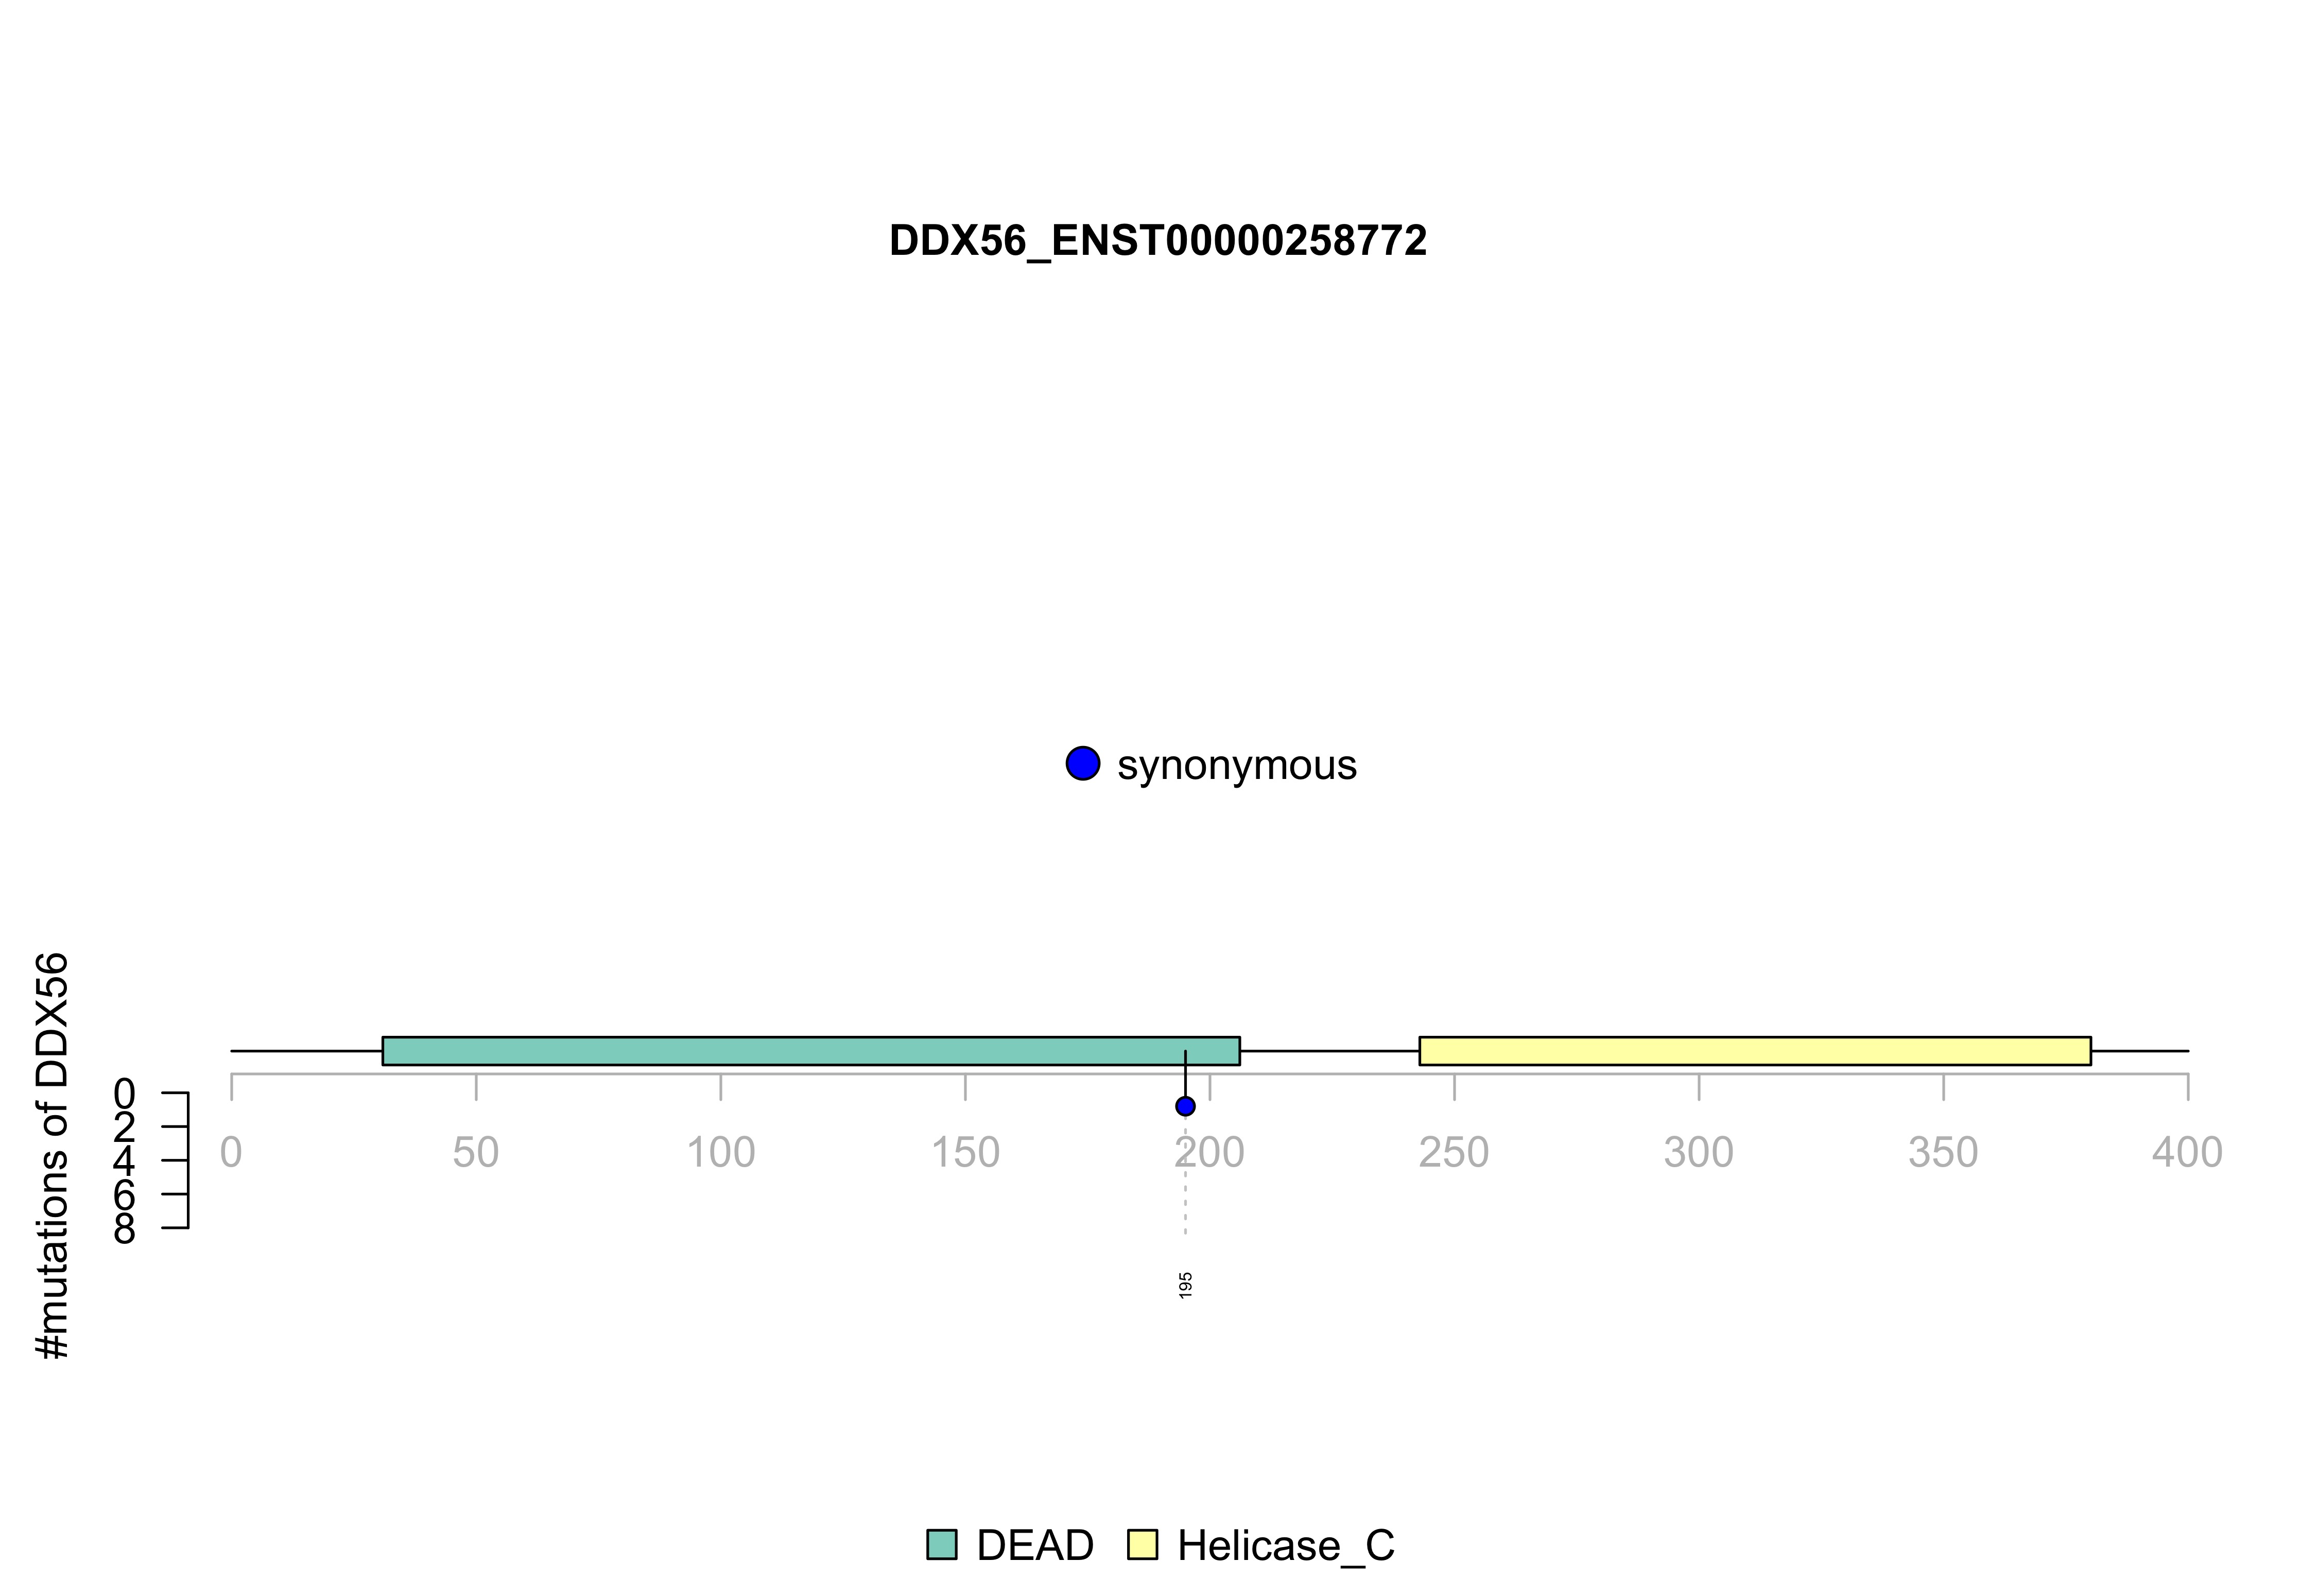 DDX56_ENST00000258772
synonymous
#mutations of DDX56
0
2
4
6
8
0 50 100 150 200 250 300 350 400
195
DEAD Helicase_C